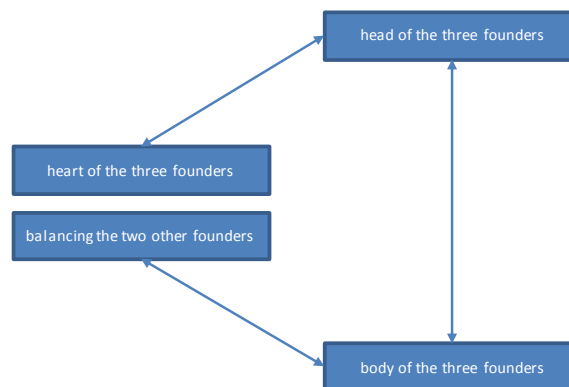 head of the three founders
heart of the three founders
balancing the two other founders
body of the three founders